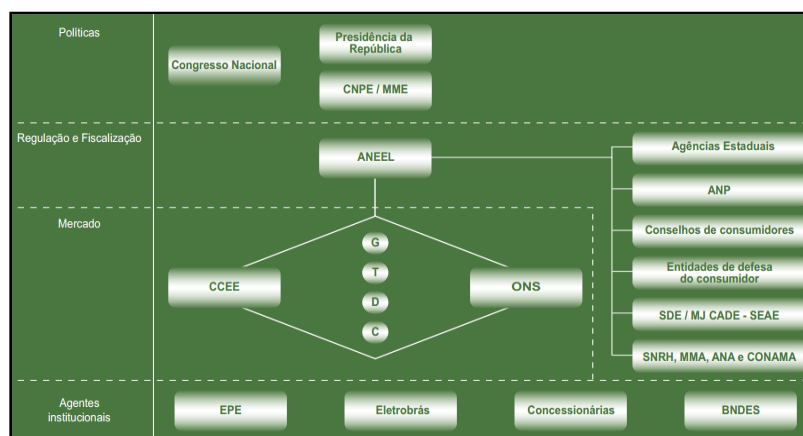 Políticas
Congresso Nacional
Presidência da
República
CNPE / MME
Regulação e Fiscalização
ANEEL
Agências Estaduais
ANP
Conselhos de consumidores
Entidades de defesa
do consumidor
SDE / MJ CADE - SEAE
SNRH, MMA, ANA e CONAMA
Mercado
G
T
D
C
CCEE
ONS
Agentes
institucionais
EPE
Eletrobrás
Concessionárias
BNDES